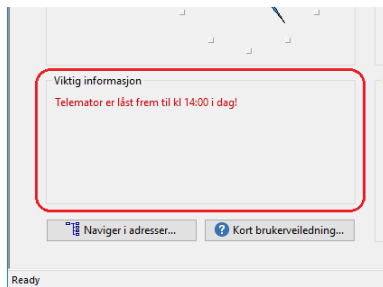 Viktig informasjon
Telemator er låst frem til kl 14:00 i dag!
Naviger i adresser...
Kort brukerveiledning...
Ready